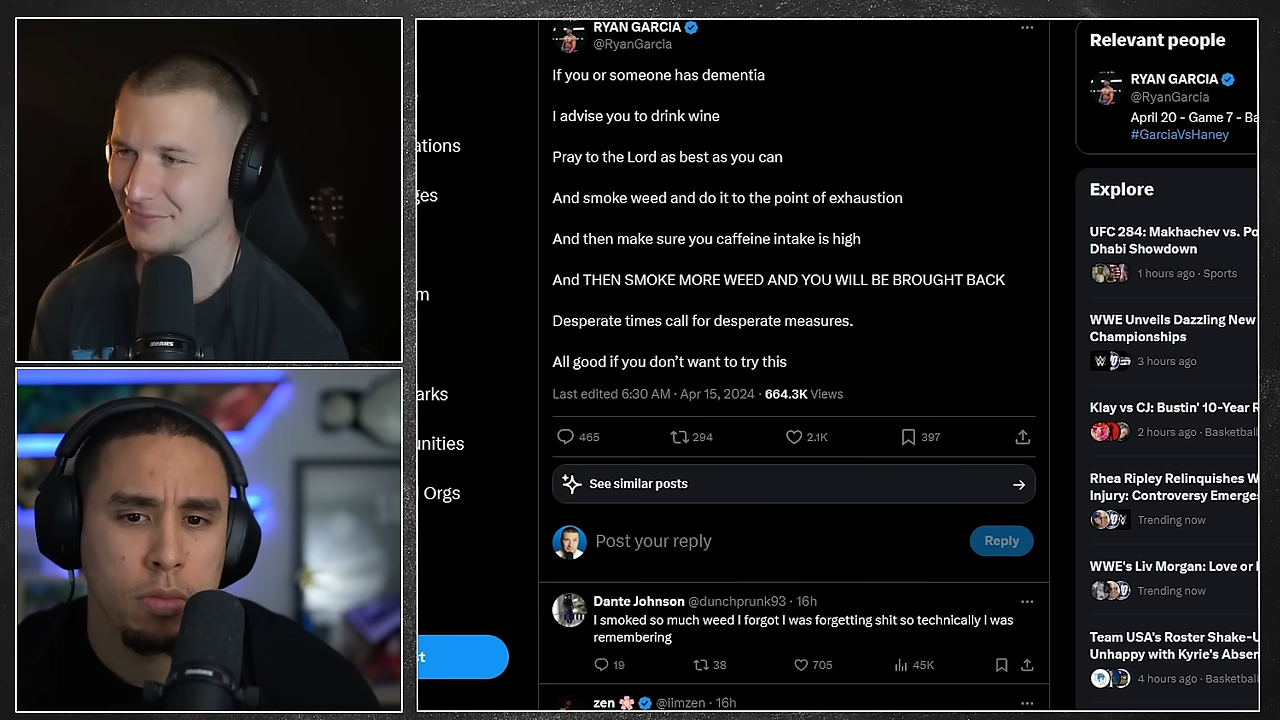 RYAN GARCIA
@RyanGarcia
If you or someone has dementia
I advise you to drink wine
Pray to the Lord as best as you can
And smoke weed and do it to the point of exhaustion
And then make sure you caffeine intake is high
And THEN SMOKE MORE WEED AND YOU WILL BE BROUGHT BACK
Desperate times call for desperate measures.
All good if you don’t want to try this
Last edited 6:30 AM · Apr 15, 2024 · 664.3K Views
465 294 2.1K 397
See similar posts
Post your reply
Reply
Dante Johnson @dunchprunk93 · 16h
I smoked so much weed I forgot I was forgetting shit so technically I was
remembering
19 38 705 45K
zen @iimzen · 16h
Relevant people
RYAN GARCIA
@RyanGarcia
April 20 - Game 7 - Ba
#GarciaVsHaney
Explore
UFC 284: Makhachev vs. Po
Dhabi Showdown
1 hours ago · Sports
WWE Unveils Dazzling New
Championships
3 hours ago
Klay vs CJ: Bustin' 10-Year R
2 hours ago · Basketball
Rhea Ripley Relinquishes W
Injury: Controversy Emerge
Trending now
WWE's Liv Morgan: Love or
Trending now
Team USA's Roster Shake-U
Unhappy with Kyrie's Absen
4 hours ago · Basketball
ations
ges
m
arks
unities
Orgs
t
SHURE